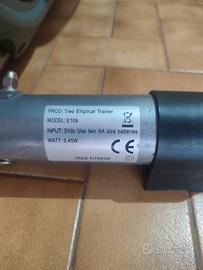 PROD: Treo Elliptical Trainer
MODEL: E109
INPUT: 3Vdc Use two AA size batteries
WATT: 0.45W
CE
TREO FITNESS
subito